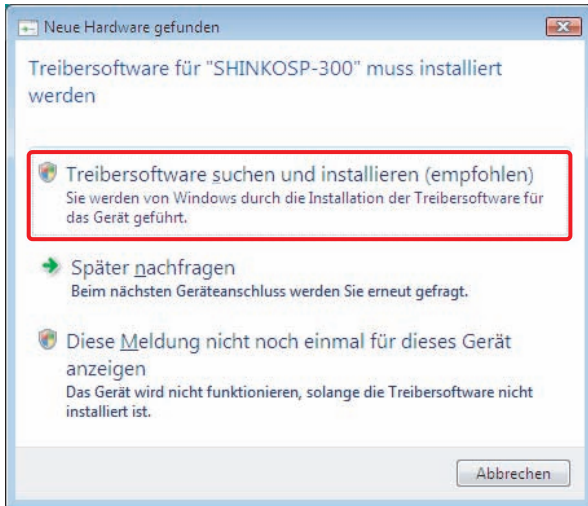 Neue Hardware gefunden
Treibersoftware für "SHINKOSP-300" muss installiert
werden
Treibersoftware suchen und installieren (empfohlen)
Sie werden von Windows durch die Installation der Treibersoftware für
das Gerät geführt.
Später nachfragen
Beim nächsten Geräteanschluss werden Sie erneut gefragt.
Diese Meldung nicht noch einmal für dieses Gerät
anzeigen
Das Gerät wird nicht funktionieren, solange die Treibersoftware nicht
installiert ist.
Abbrechen